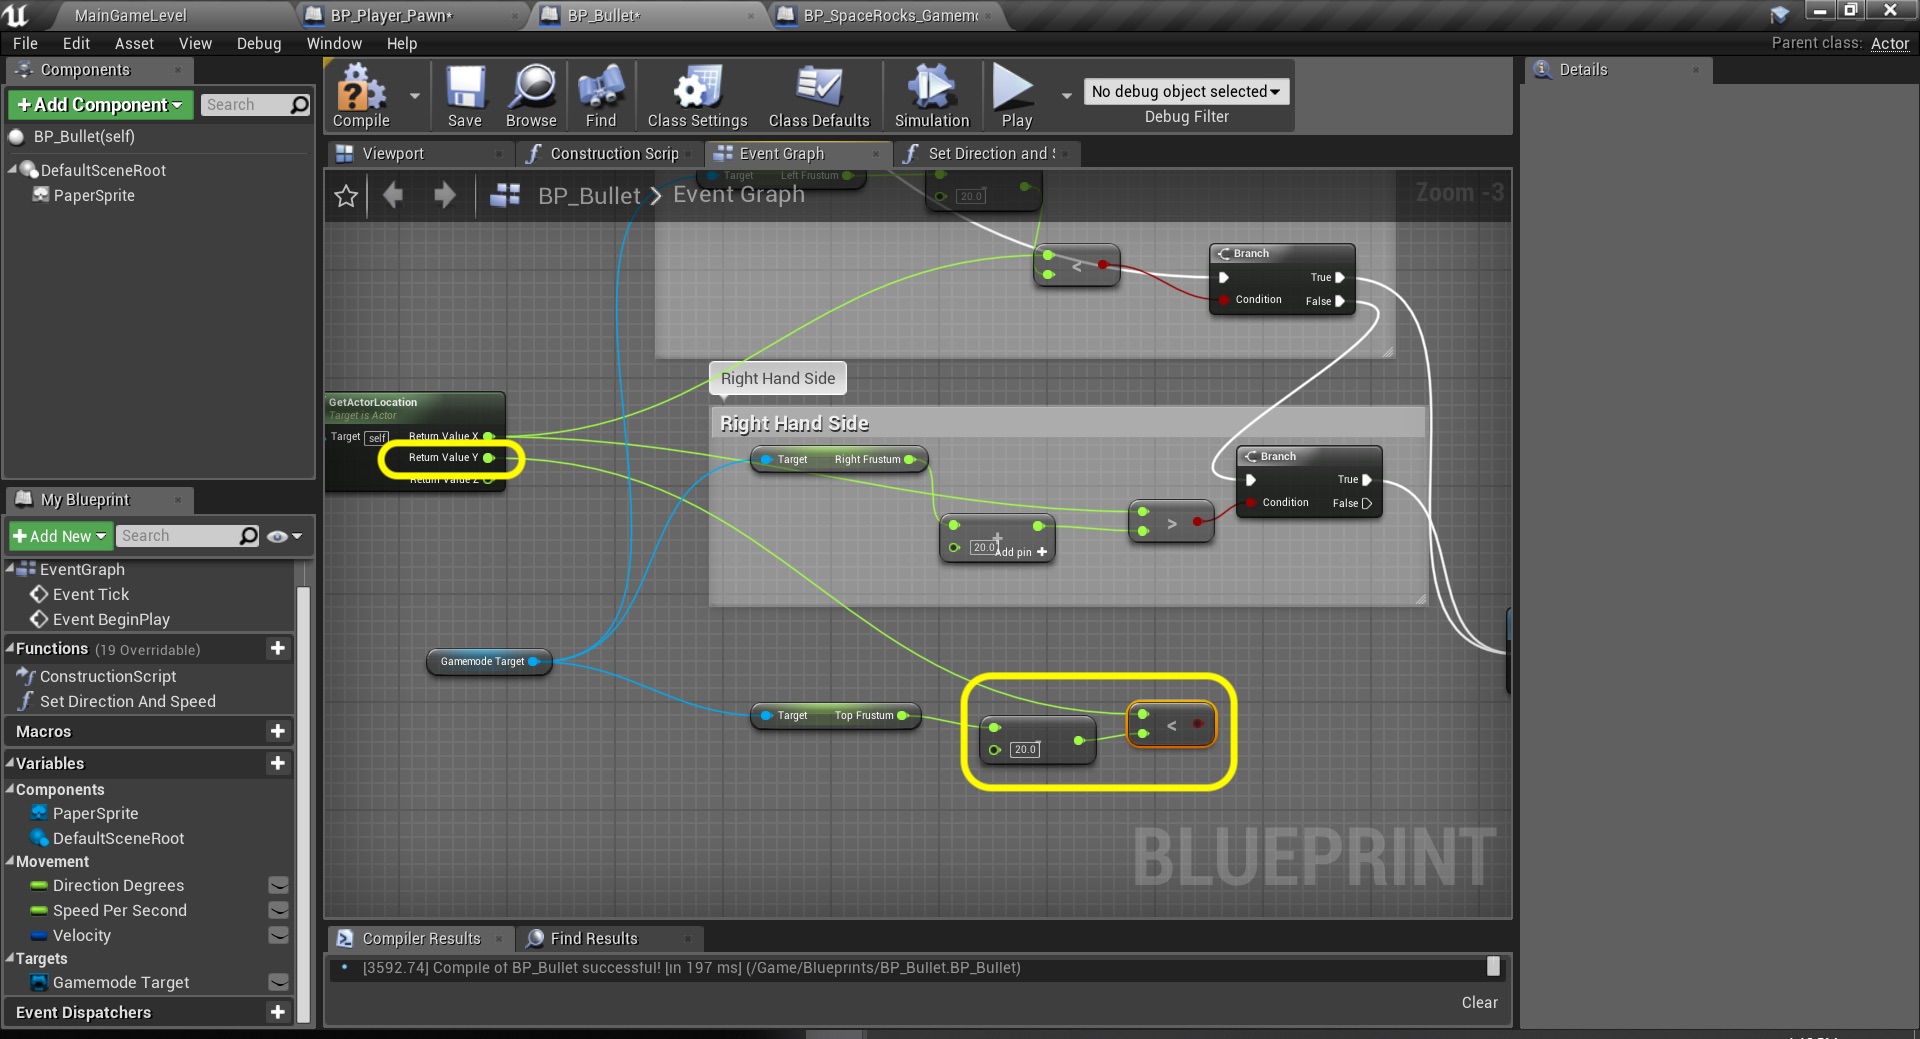 MainGameLevel
BP_Player_Pawn*
BP_Bullet*
BP_SpaceRocks_Gamem
File Edit Asset View Debug Window Help
Parent class: Actor
Components
+Add Component
Search
BP_Bullet(self)
DefaultSceneRoot
PaperSprite
Compile
Save
Browse
Find
Class Settings
Class Defaults
Simulation
Play
No debug object selected
Debug Filter
Details
Viewport
Construction Scrip
Event Graph
Set Direction and
BP_Bullet > Event Graph
Zoom -3
Target Left Frustum
20.0
<
Branch
True
Condition False
Right Hand Side
Right Hand Side
GetActorLocation
Target is Actor
Target self Return Value X
Return Value Y
Return Value Z
Target Right Frustum
Branch
True
Condition False
>
+
20.0
Add pin +
Gamemode Target
Target Top Frustum
20.0
<
BLUEPRINT
My Blueprint
+Add New
Search
EventGraph
Event Tick
Event BeginPlay
Functions (19 Overridable)
ConstructionScript
Set Direction And Speed
Macros
Variables
Components
PaperSprite
DefaultSceneRoot
Movement
Direction Degrees
Speed Per Second
Velocity
Targets
Gamemode Target
Event Dispatchers
Compiler Results
Find Results
[3592.74] Compile of BP_Bullet successful! [in 197 ms] (/Game/Blueprints/BP_Bullet.BP_Bullet)
Clear